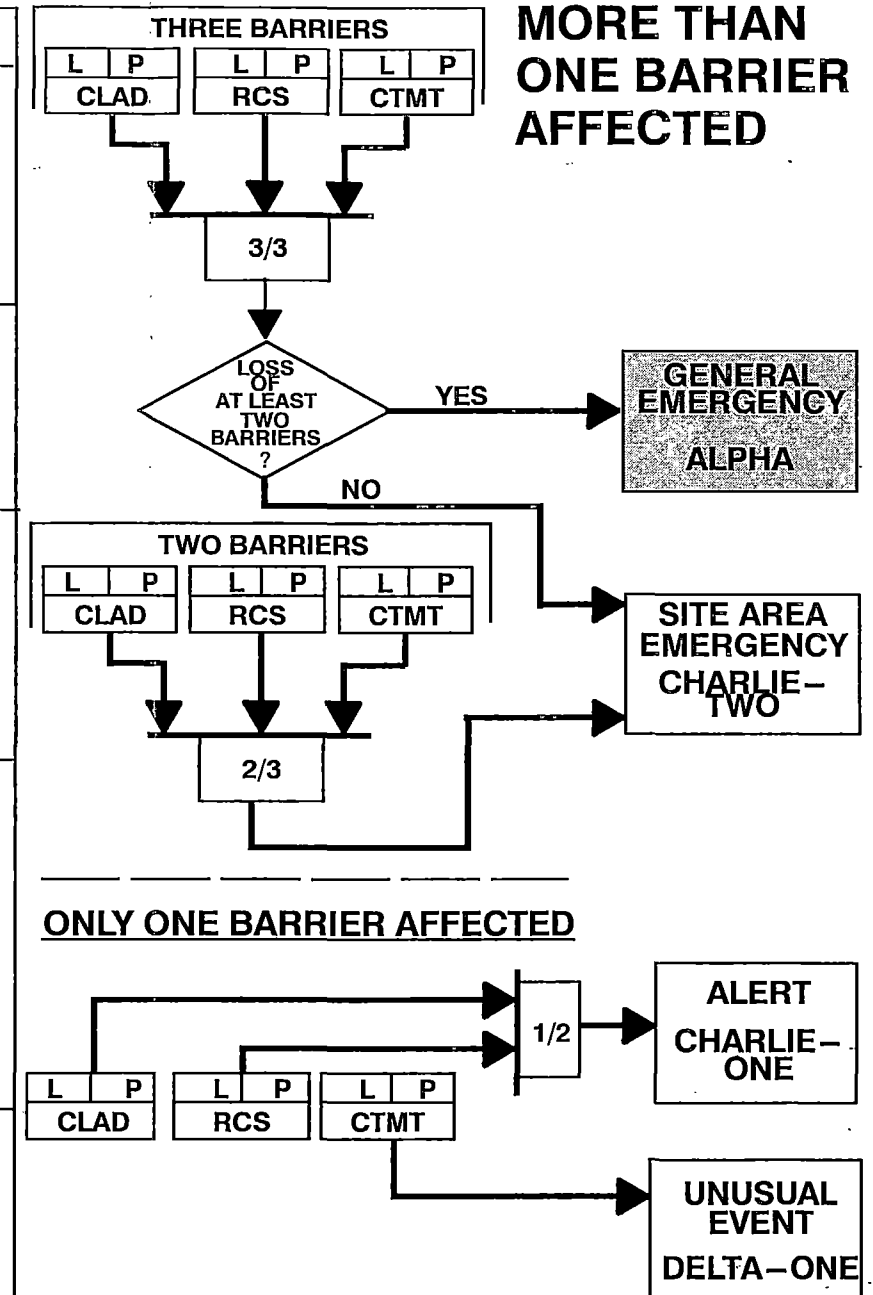 MORE THAN
ONE BARRIER
AFFECTED
THREE BARRIERS
L P L P L P
CLAD RCS CTMT
3/3
LOSS
OF
AT LEAST
TWO
BARRIERS
?
YES
GENERAL
EMERGENCY
ALPHA
NO
TWO BARRIERS
L P L P L P
CLAD RCS CTMT
2/3
SITE AREA
EMERGENCY
CHARLIE-
TWO
ONLY ONE BARRIER AFFECTED
1/2
ALERT
CHARLIE-
ONE
L P L P L P
CLAD RCS CTMT
UNUSUAL
EVENT
DELTA-ONE